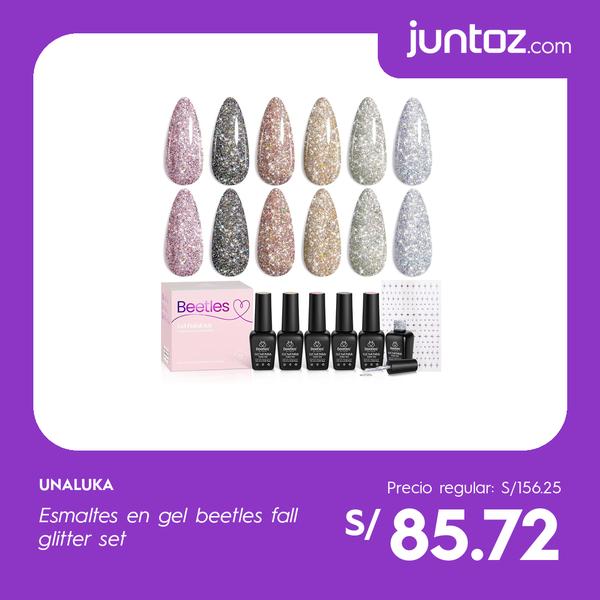 juntoz.com
Beetles
UNALUKA
Precio regular: S/156.25
Esmaltes en gel beetles fall
glitter set
S/85.72